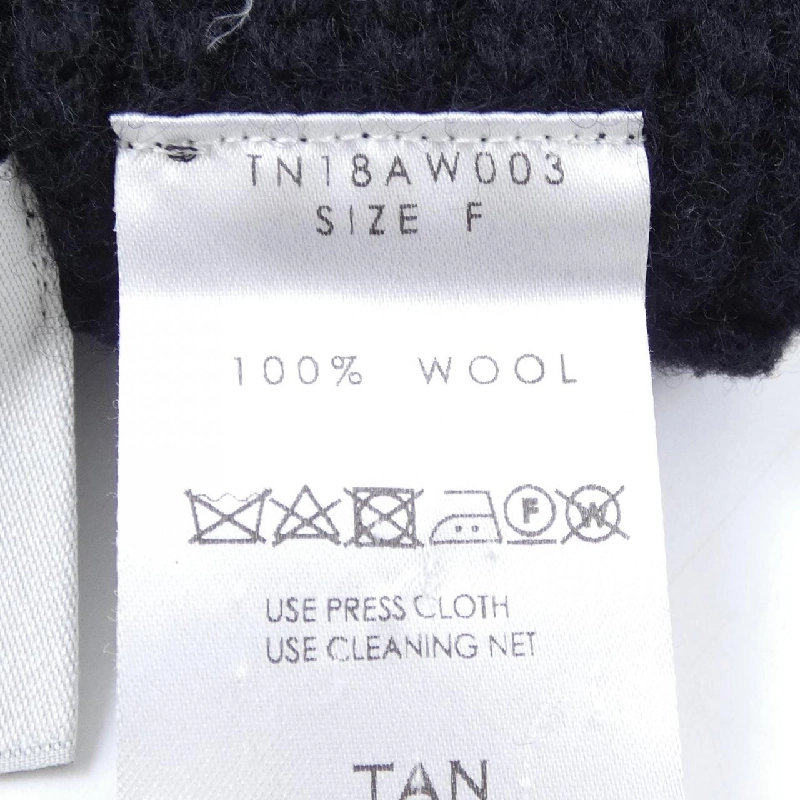 TN18AW003
SIZE F
100% WOOL
F W
USE PRESS CLOTH
USE CLEANING NET
TAN